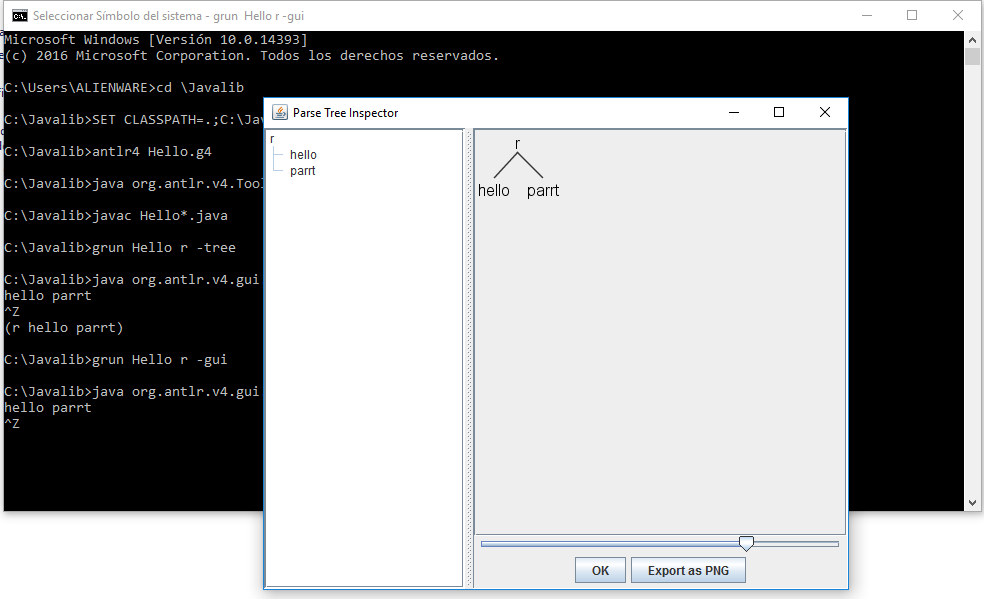 Seleccionar Símbolo del sistema - grun  Hello r -gui
Microsoft Windows [Versión 10.0.14393]
(c) 2016 Microsoft Corporation. Todos los derechos reservados.
C:\Users\ALIENWARE>cd \Javalib
C:\Javalib>SET CLASSPATH=.;C:\Jav
C:\Javalib>antlr4 Hello.g4
C:\Javalib>java org.antlr.v4.Tool
C:\Javalib>javac Hello*.java
C:\Javalib>grun Hello r -tree
C:\Javalib>java org.antlr.v4.gui
hello parrt
^Z
(r hello parrt)
C:\Javalib>grun Hello r -gui
C:\Javalib>java org.antlr.v4.gui
hello parrt
^Z
Parse Tree Inspector
r
hello
parrt
r
hello parrt
OK
Export as PNG